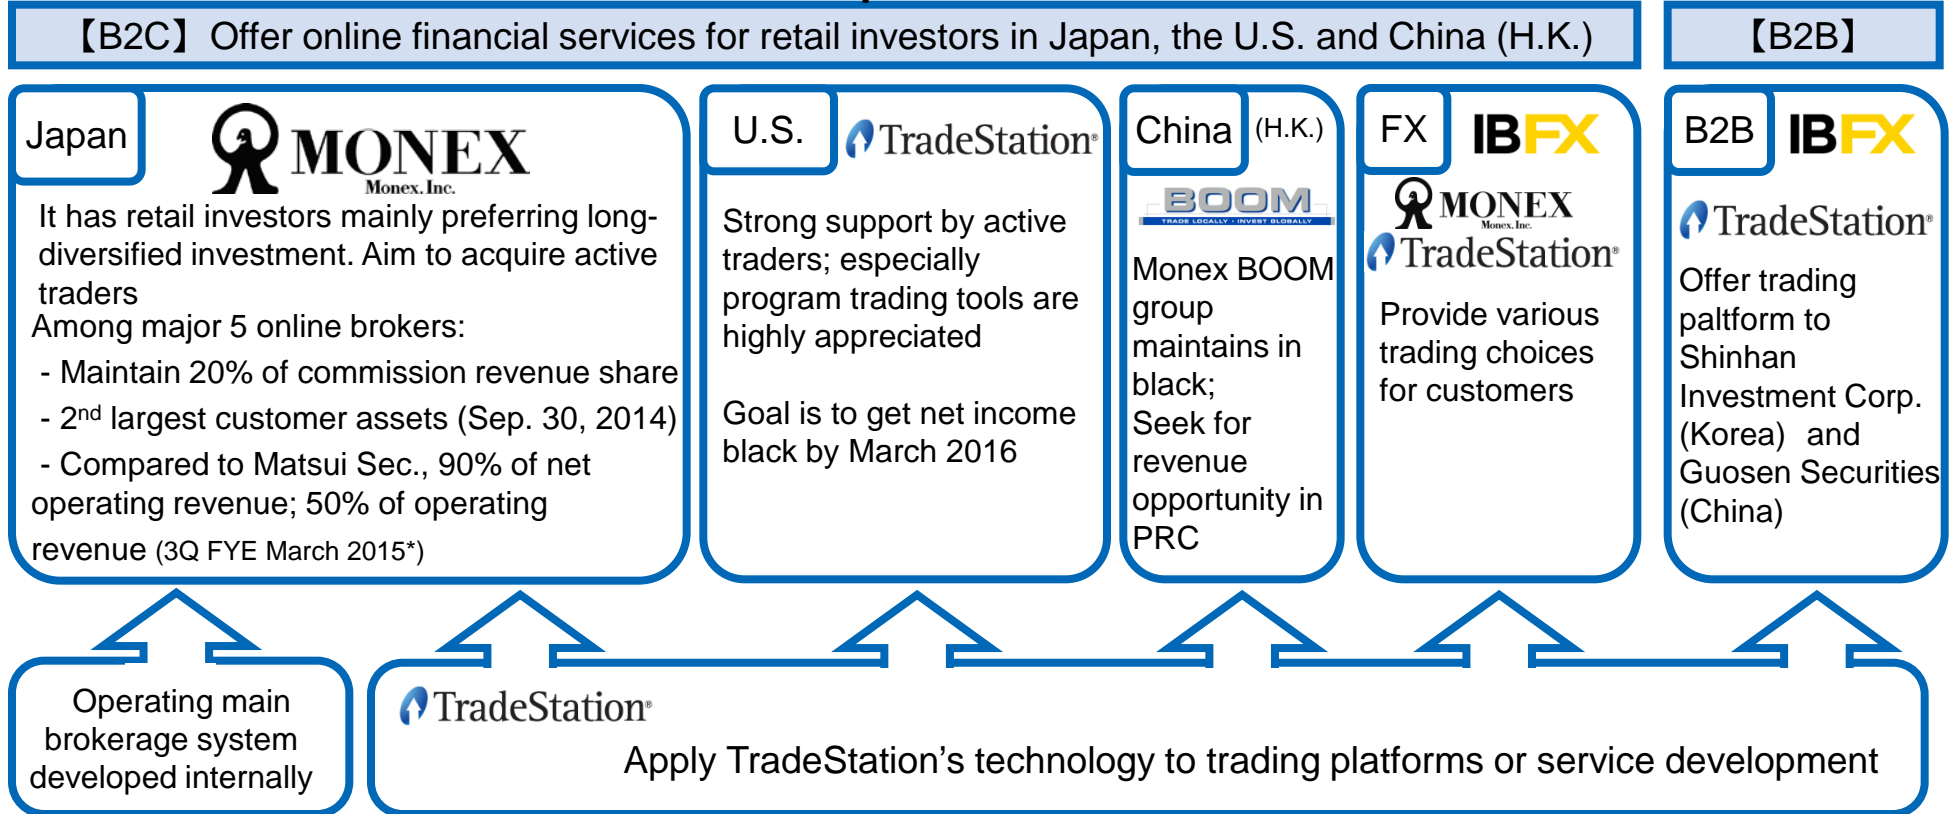 【B2C】 Offer online financial services for retail investors in Japan, the U.S. and China (H.K.)
【B2B】
Japan
MONEX
Monex. Inc.
It has retail investors mainly preferring long-
diversified investment. Aim to acquire active
traders
Among major 5 online brokers:
- Maintain 20% of commission revenue share
- 2nd largest customer assets (Sep. 30, 2014)
- Compared to Matsui Sec., 90% of net
operating revenue; 50% of operating
revenue (3Q FYE March 2015*)
U.S.
TradeStation®
Strong support by active
traders; especially
program trading tools are
highly appreciated
Goal is to get net income
black by March 2016
China (H.K.)
BOOM
TRADE LOCALLY · INVEST GLOBALLY
Monex BOOM
group
maintains in
black;
Seek for
revenue
opportunity in
PRC
FX
IBFX
MONEX
Monex. Inc.
TradeStation®
Provide various
trading choices
for customers
B2B
IBFX
TradeStation®
Offer trading
paltform to
Shinhan
Investment Corp.
(Korea) and
Guosen Securities
(China)
Operating main
brokerage system
developed internally
TradeStation®
Apply TradeStation's technology to trading platforms or service development